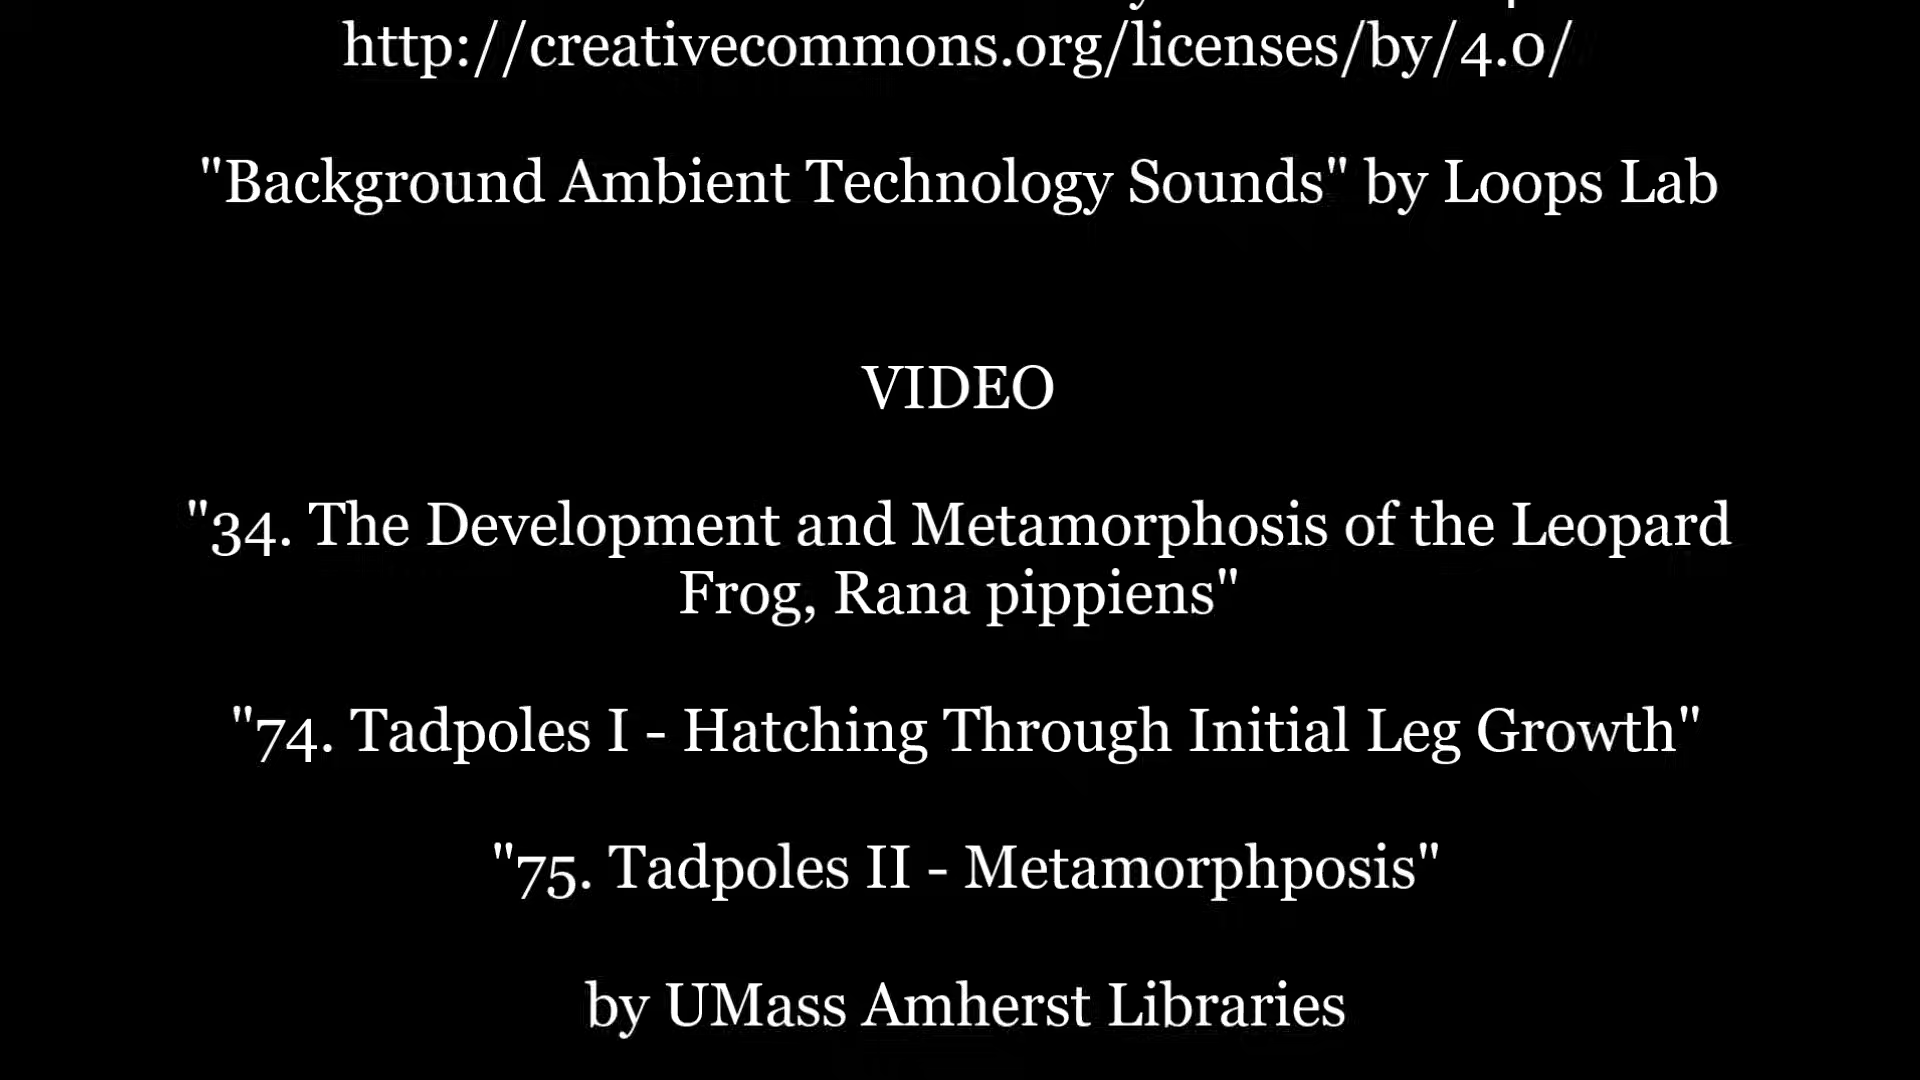 http://creativecommons.org/licenses/by/4.0/
"Background Ambient Technology Sounds" by Loops Lab
VIDEO
"34. The Development and Metamorphosis of the Leopard
Frog, Rana pippiens"
"74. Tadpoles I - Hatching Through Initial Leg Growth"
"75. Tadpoles II - Metamorphposis"
by UMass Amherst Libraries